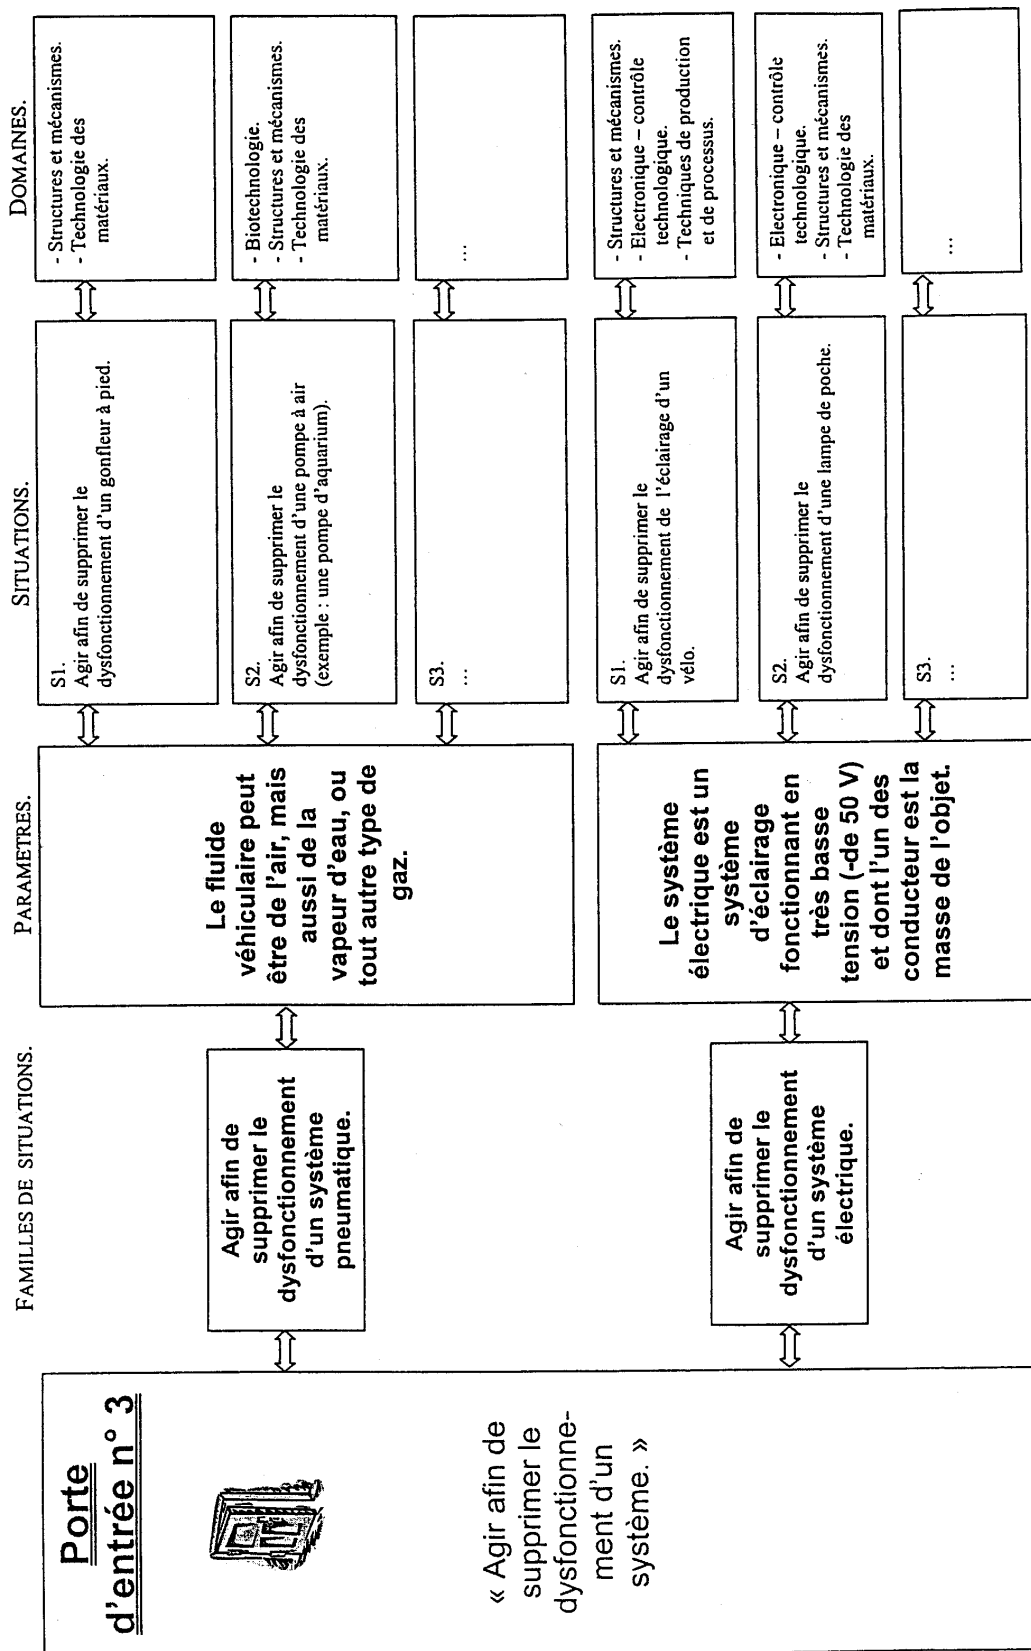 Porte
d'entrée n° 3
« Agir afin de
supprimer le
dysfonctionne-
ment d'un
système. »
FAMILLES DE SITUATIONS.
Agir afin de
supprimer le
dysfonctionnement
d'un système
pneumatique.
Agir afin de
supprimer le
dysfonctionnement
d'un système
électrique.
PARAMETRES.
Le fluide
véhiculaire peut
être de l'air, mais
aussi de la
vapeur d'eau, ou
tout autre type de
gaz.
Le système
électrique est un
système
d'éclairage
fonctionnant en
très basse
tension (-de 50 V)
et dont l'un des
conducteur est la
masse de l'objet.
SITUATIONS.
S1.
Agir afin de supprimer le
dysfonctionnement d'un gonfleur à pied.
S2.
Agir afin de supprimer le
dysfonctionnement d'une pompe à air
(exemple : une pompe d'aquarium).
S3.
...
S1.
Agir afin de supprimer le
dysfonctionnement de l'éclairage d'un
vélo.
S2.
Agir afin de supprimer le
dysfonctionnement d'une lampe de poche.
S3.
...
DOMAINES.
- Structures et mécanismes.
- Technologie des
matériaux.
- Biotechnologie.
- Structures et mécanismes.
- Technologie des
matériaux.
...
- Structures et mécanismes.
- Electronique – contrôle
technologique.
- Techniques de production
et de processus.
- Electronique – contrôle
technologique.
- Structures et mécanismes.
- Technologie des
matériaux.
...